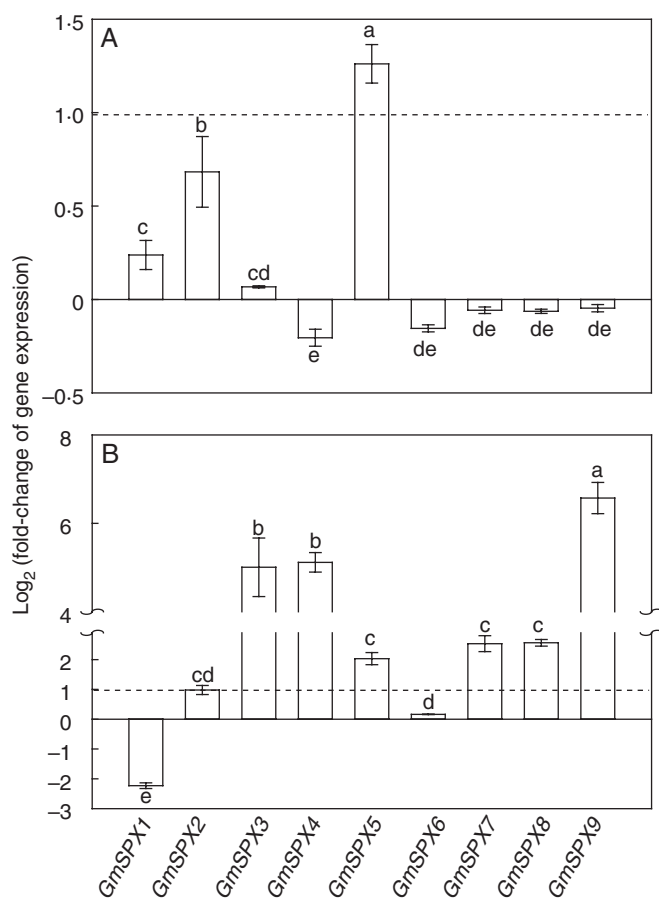 Log₂ (fold-change of gene expression)
A
1·5
1·0
0·5
0
–0·5
c
b
cd
e
a
de
de
de
de
B
8
6
4
2
1
0
–1
–2
–3
e
cd
b
b
c
d
c
c
a
GmSPX1
GmSPX2
GmSPX3
GmSPX4
GmSPX5
GmSPX6
GmSPX7
GmSPX8
GmSPX9